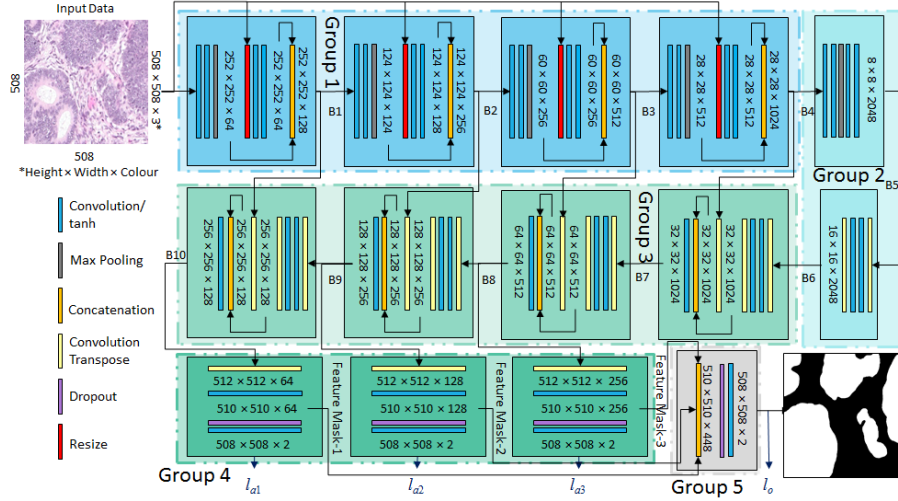 Input Data
508
508 × 508 × 3*
508
*Height × Width × Colour
Group 1
252 × 252 × 64
252 × 252 × 64
252 × 252 × 128
B1
124 × 124 × 124
124 × 124 × 128
124 × 124 × 256
B2
60 × 60 × 256
60 × 60 × 512
60 × 60 × 512
B3
28 × 28 × 512
28 × 28 × 1024
B4
8 × 8 × 2048
Group 2
B5
16 × 16 × 2048
B6
Group 3
32 × 32 × 1024
32 × 32 × 1024
32 × 32 × 1024
B7
64 × 64 × 512
64 × 64 × 512
64 × 64 × 512
B8
128 × 128 × 256
128 × 128 × 256
128 × 128 × 256
B9
256 × 256 × 128
256 × 256 × 128
256 × 256 × 128
B10
Convolution/
tanh
Max Pooling
Concatenation
Convolution
Transpose
Dropout
Resize
512 × 512 × 64
510 × 510 × 64
508 × 508 × 2
Feature Mask-1
512 × 512 × 128
510 × 510 × 128
508 × 508 × 2
Feature Mask-2
512 × 512 × 256
510 × 510 × 256
508 × 508 × 2
Feature Mask-3
510 × 510 × 448
508 × 508 × 2
Group 4
Group 5
la1
la2
la3
lo